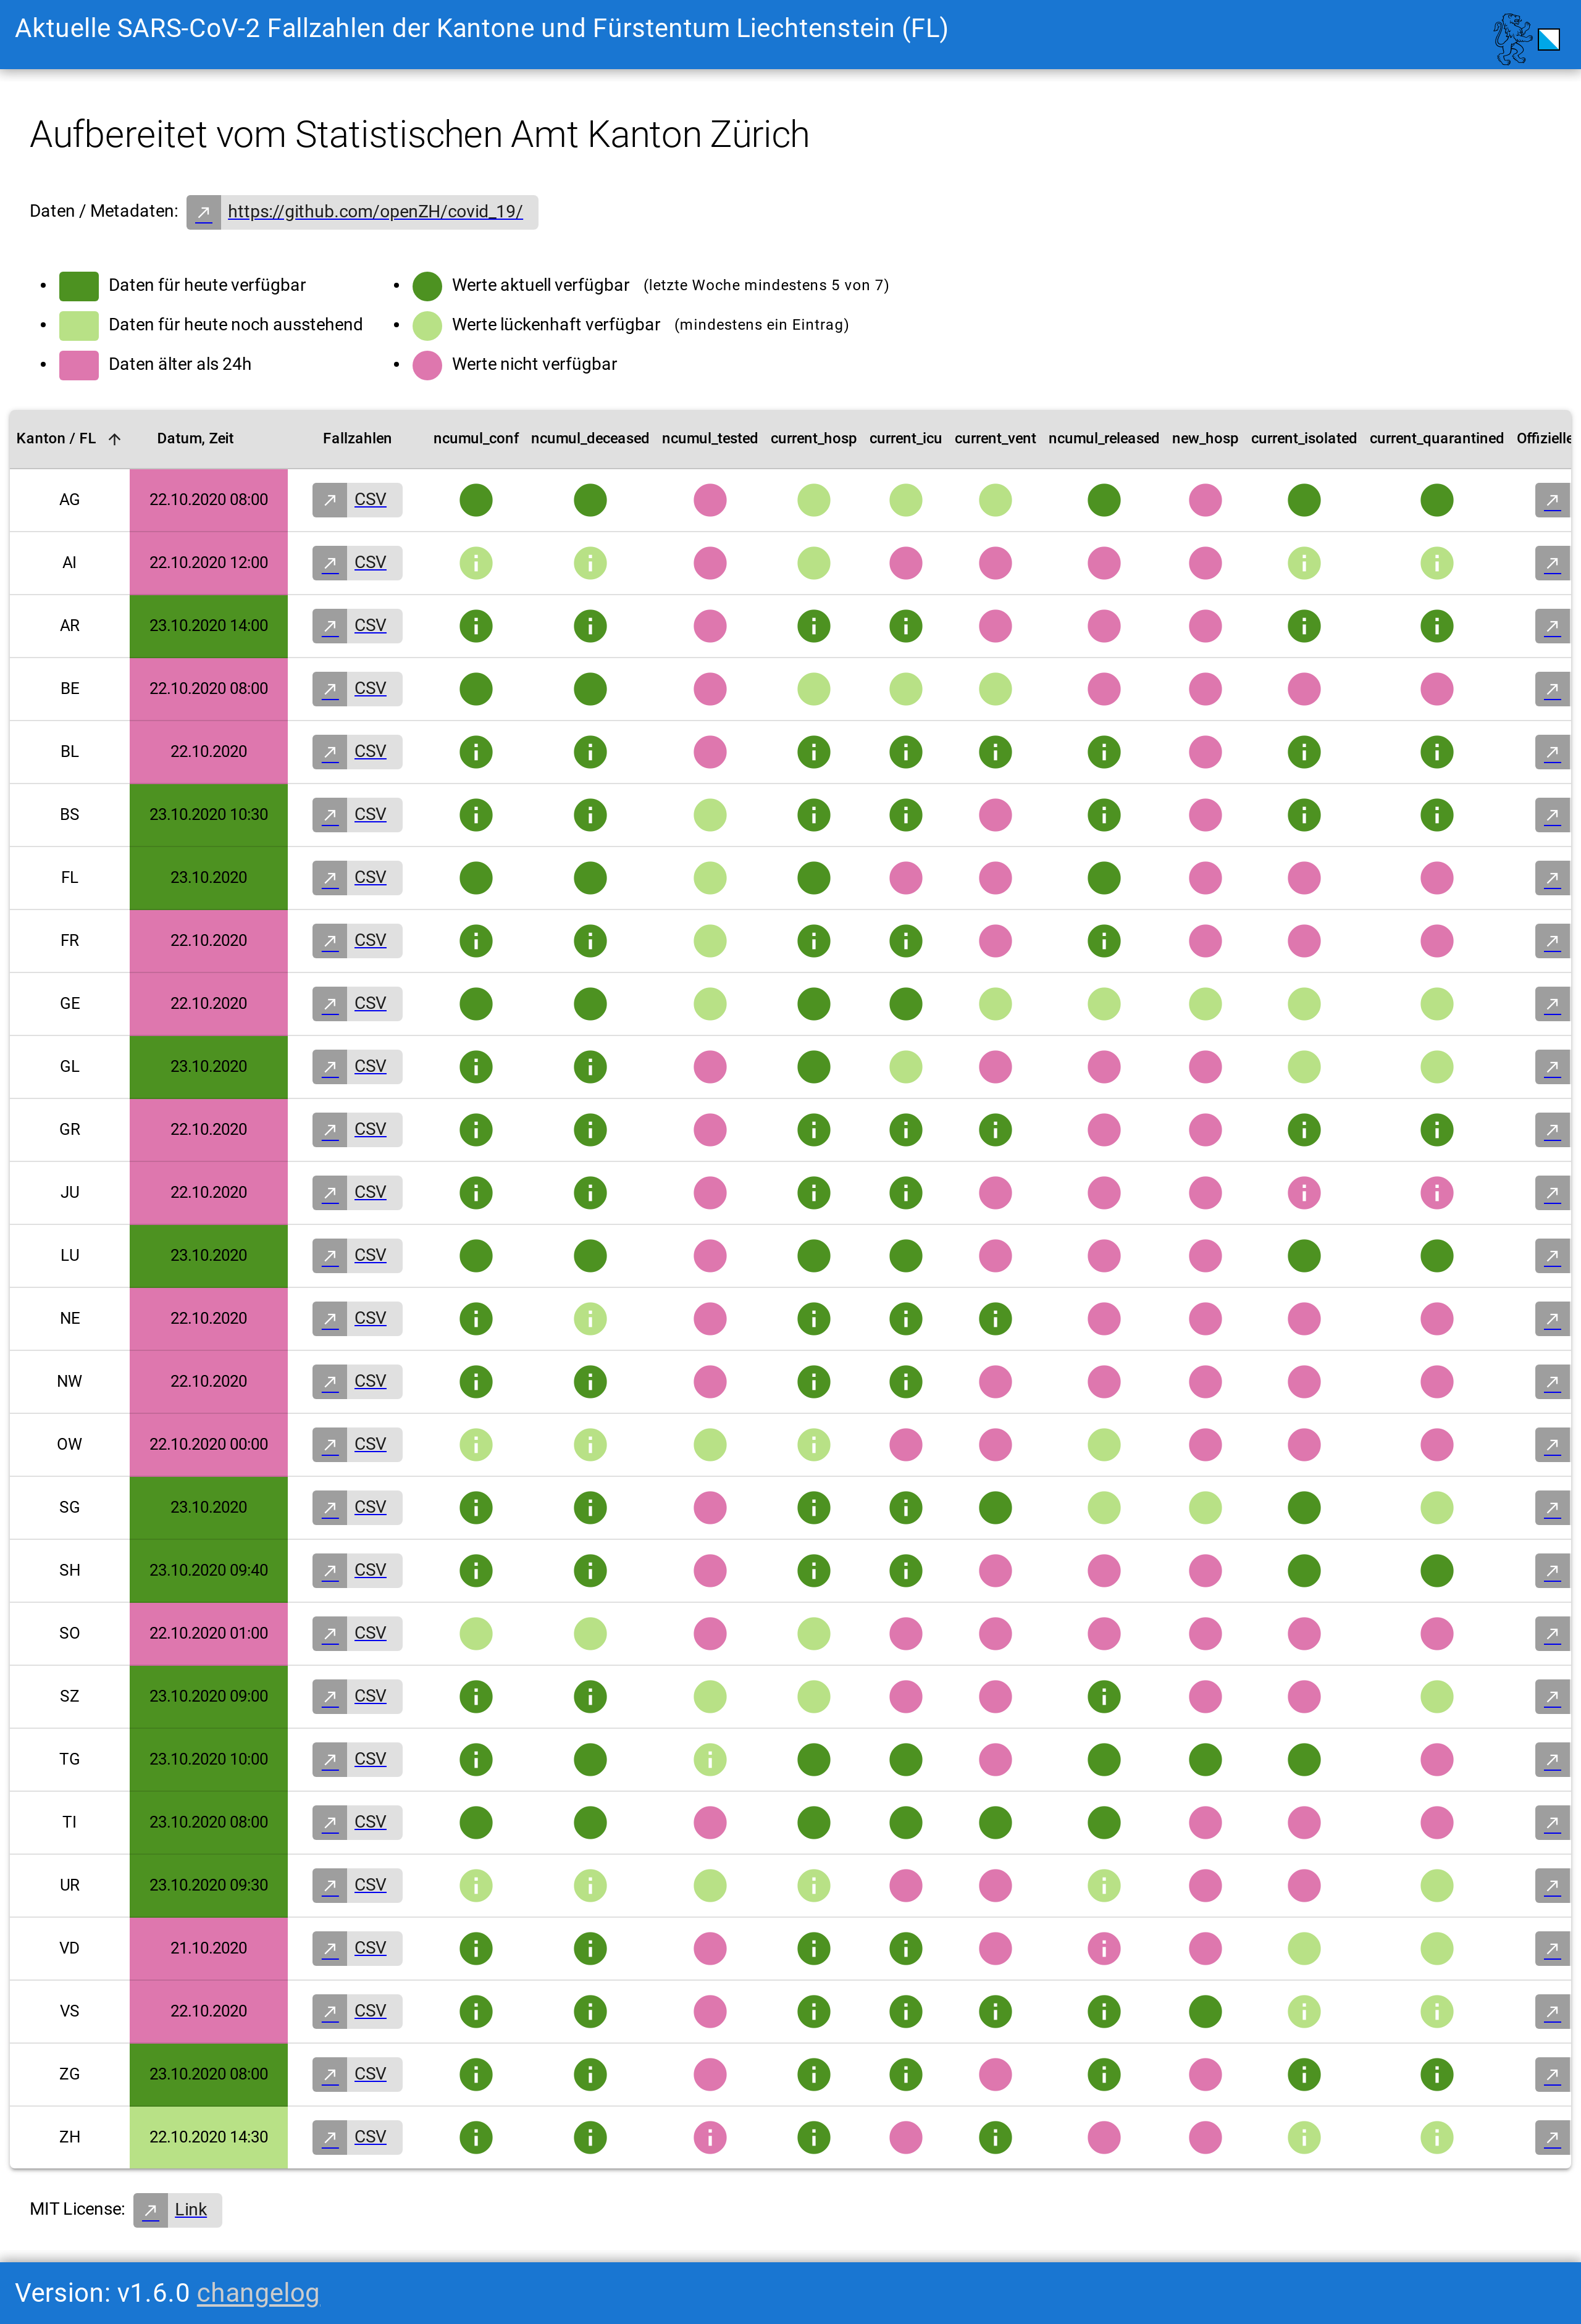 Aktuelle SARS-CoV-2 Fallzahlen der Kantone und Fürstentum Liechtenstein (FL)
Aufbereitet vom Statistischen Amt Kanton Zürich
Daten / Metadaten: https://github.com/openZH/covid_19/
Daten für heute verfügbar
Daten für heute noch ausstehend
Daten älter als 24h
Werte aktuell verfügbar (letzte Woche mindestens 5 von 7)
Werte lückenhaft verfügbar (mindestens ein Eintrag)
Werte nicht verfügbar
Kanton / FL Datum, Zeit Fallzahlen ncumul_conf ncumul_deceased ncumul_tested current_hosp current_icu current_vent ncumul_released new_hosp current_isolated current_quarantined Offizielle
AG 22.10.2020 08:00 CSV
AI 22.10.2020 12:00 CSV
AR 23.10.2020 14:00 CSV
BE 22.10.2020 08:00 CSV
BL 22.10.2020 CSV
BS 23.10.2020 10:30 CSV
FL 23.10.2020 CSV
FR 22.10.2020 CSV
GE 22.10.2020 CSV
GL 23.10.2020 CSV
GR 22.10.2020 CSV
JU 22.10.2020 CSV
LU 23.10.2020 CSV
NE 22.10.2020 CSV
NW 22.10.2020 CSV
OW 22.10.2020 00:00 CSV
SG 23.10.2020 CSV
SH 23.10.2020 09:40 CSV
SO 22.10.2020 01:00 CSV
SZ 23.10.2020 09:00 CSV
TG 23.10.2020 10:00 CSV
TI 23.10.2020 08:00 CSV
UR 23.10.2020 09:30 CSV
VD 21.10.2020 CSV
VS 22.10.2020 CSV
ZG 23.10.2020 08:00 CSV
ZH 22.10.2020 14:30 CSV
MIT License: Link
Version: v1.6.0 changelog